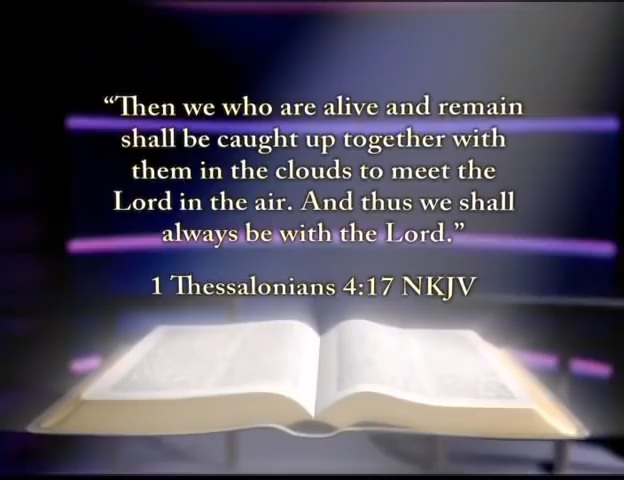 “Then we who are alive and remain
shall be caught up together with
them in the clouds to meet the
Lord in the air. And thus we shall
always be with the Lord.”
1 Thessalonians 4:17 NKJV